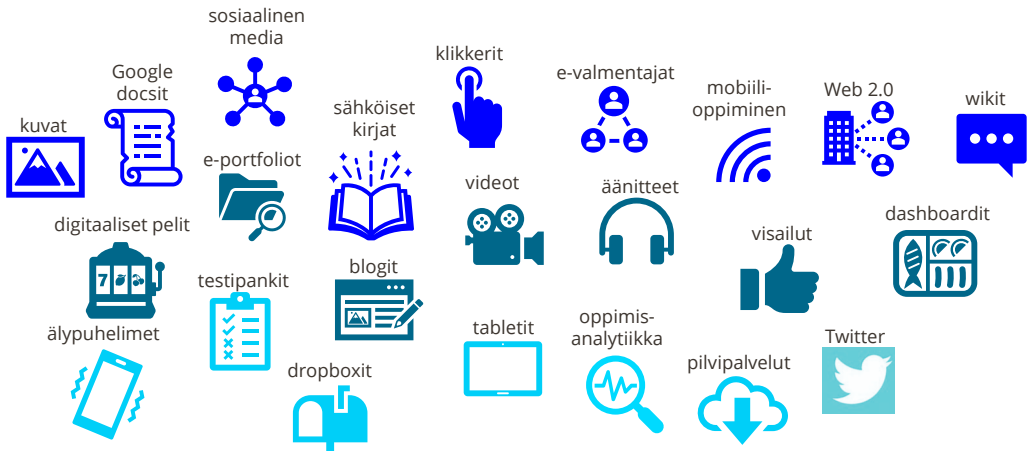 sosiaalinen
media
Google
docsit
kuvat
sähköiset
kirjat
klikkerit
e-valmentajat
mobiili-
oppiminen
Web 2.0
wikit
e-portfoliot
digitaaliset pelit
videot
äänitteet
visailut
dashboardit
testipankit
blogit
älypuhelimet
dropboxit
tabletit
oppimis-
analytiikka
pilvipalvelut
Twitter
7